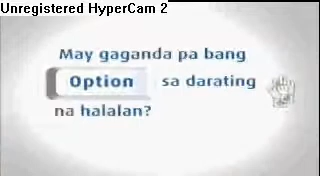 Unregistered HyperCam 2
May gaganda pa bang
Option sa darating
na halalan?